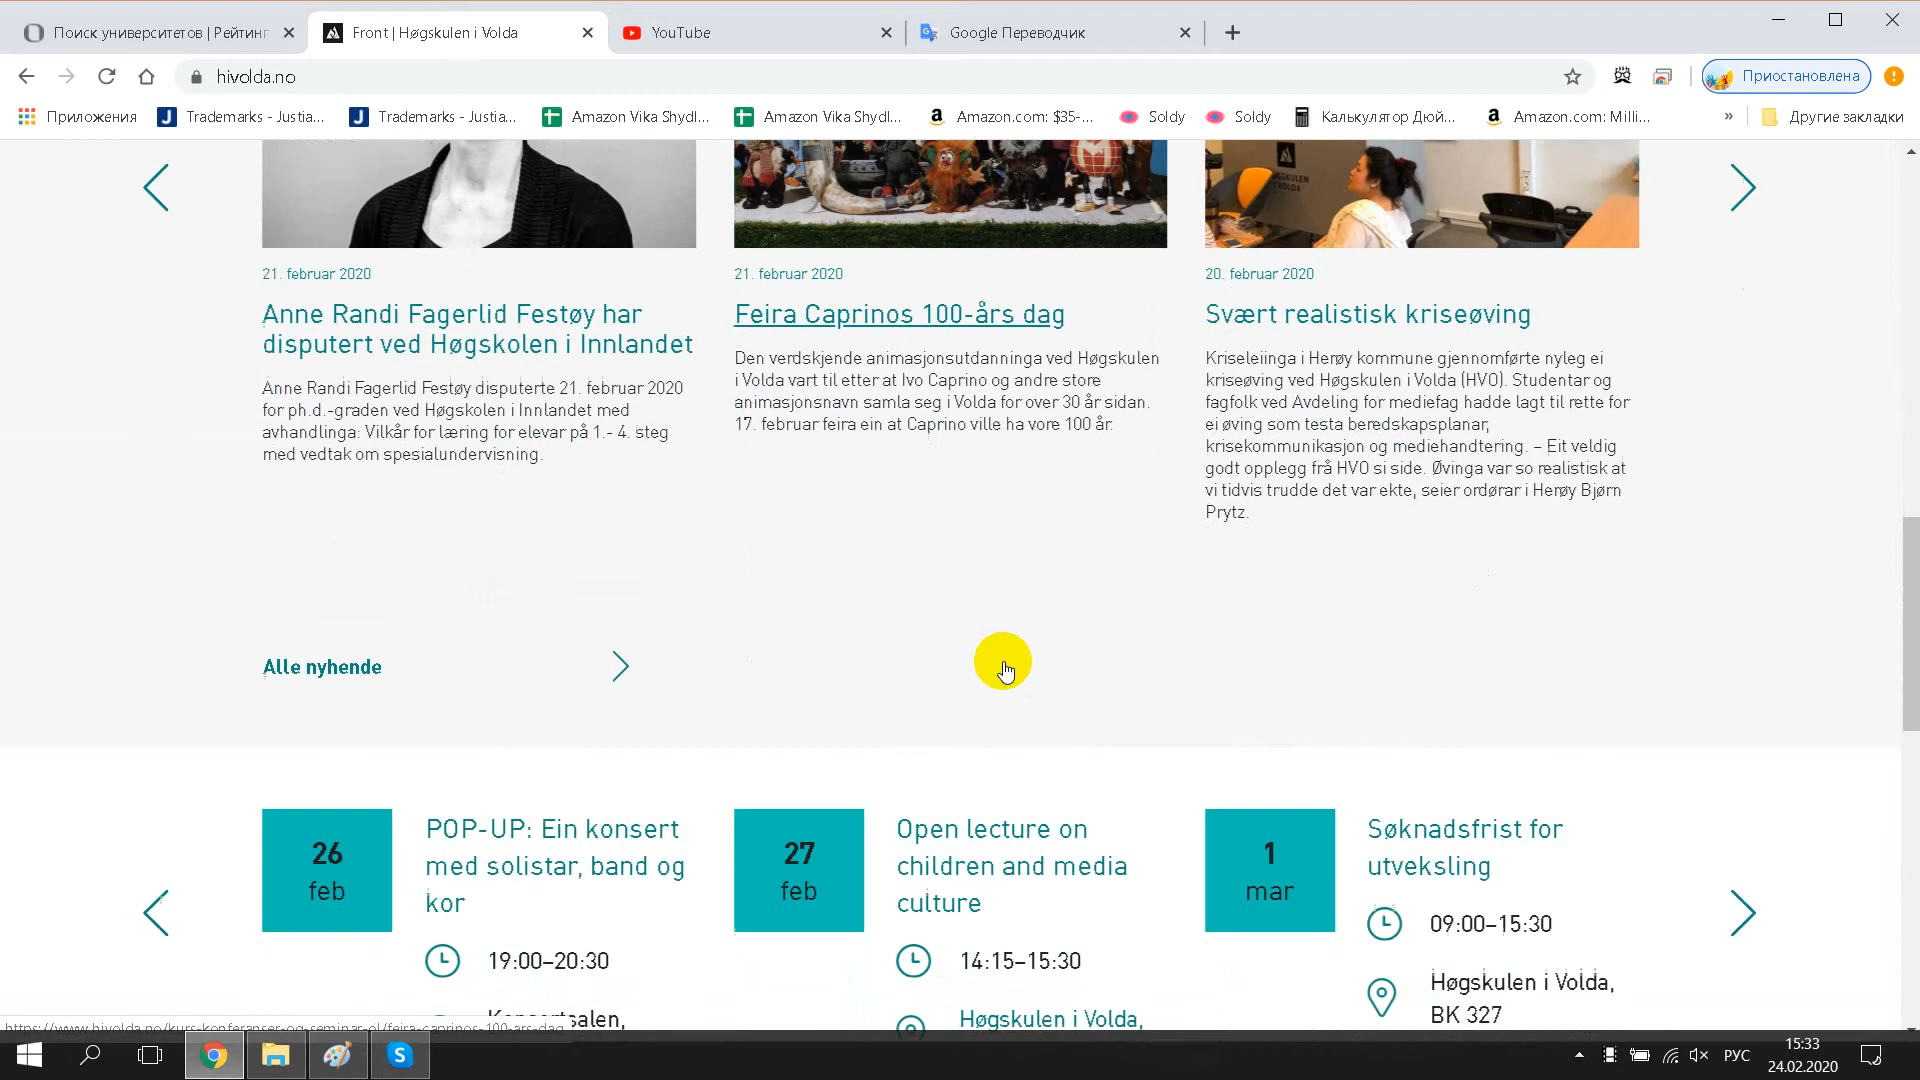 Поиск университетов | Рейтинг
Front | Høgskulen i Volda
YouTube
Google Переводчик
hivolda.no
Приостановлена
Приложения
Trademarks - Justia...
Trademarks - Justia...
Amazon Vika Shydl...
Amazon Vika Shydl...
Amazon.com: $35-...
Soldy
Soldy
Калькулятор Дюй...
Amazon.com: Milli...
»
Другие закладки
HØGSKULEN
I VOLDA
21. februar 2020
Anne Randi Fagerlid Festøy har
disputert ved Høgskolen i Innlandet
Anne Randi Fagerlid Festøy disputerte 21. februar 2020
for ph.d.-graden ved Høgskolen i Innlandet med
avhandlinga: Vilkår for læring for elevar på 1.- 4. steg
med vedtak om spesialundervisning.
21. februar 2020
Feira Caprinos 100-års dag
Den verdskjende animasjonsutdanninga ved Høgskulen
i Volda vart til etter at Ivo Caprino og andre store
animasjonsnavn samla seg i Volda for over 30 år sidan.
17. februar feira ein at Caprino ville ha vore 100 år.
20. februar 2020
Svært realistisk kriseøving
Kriseleiinga i Herøy kommune gjennomførte nyleg ei
kriseøving ved Høgskulen i Volda (HVO). Studentar og
fagfolk ved Avdeling for mediefag hadde lagt til rette for
ei øving som testa beredskapsplanar,
krisekommunikasjon og mediehandtering. – Eit veldig
godt opplegg frå HVO si side. Øvinga var so realistisk at
vi tidvis trudde det var ekte, seier ordørar i Herøy Bjørn
Prytz.
Alle nyhende
26
feb
POP-UP: Ein konsert
med solistar, band og
kor
19:00–20:30
Konsertsalen,
27
feb
Open lecture on
children and media
culture
14:15–15:30
Høgskulen i Volda,
1
mar
Søknadsfrist for
utveksling
09:00–15:30
Høgskulen i Volda,
BK 327
https://www.hivolda.no/kurs-konferanser-og-seminar-ol/feira-caprinos-100-ars-dag
РУС
15:33
24.02.2020